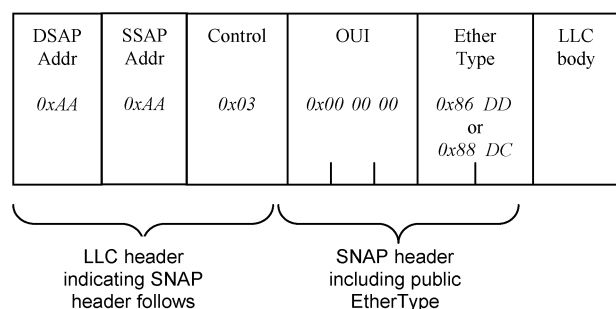 DSAP Addr
0xAA
SSAP Addr
0xAA
Control
0x03
OUI
0x00 00 00
Ether Type
0x86 DD
or
0x88 DC
LLC body
LLC header
indicating SNAP
header follows
SNAP header
including public
EtherType